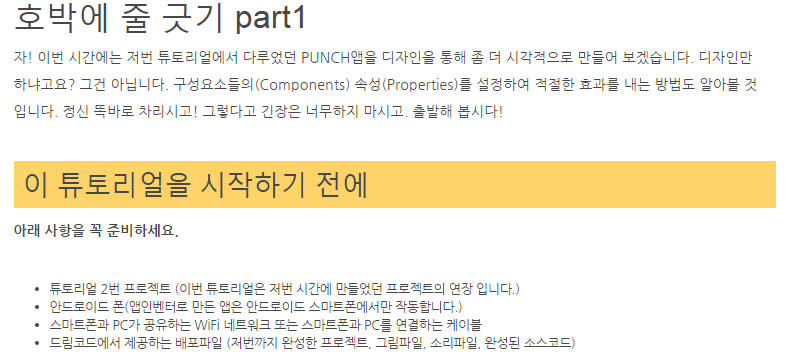 호박에 줄 긋기 part1
자! 이번 시간에는 저번 튜토리얼에서 다루었던 PUNCH앱을 디자인을 통해 좀 더 시각적으로 만들어 보겠습니다. 디자인만
하냐고요? 그건 아닙니다. 구성요소들의(Components) 속성(Properties)를 설정하여 적절한 효과를 내는 방법도 알아볼 것
입니다. 정신 똑바로 차리시고! 그렇다고 긴장은 너무하지 마시고. 출발해 봅시다!
이 튜토리얼을 시작하기 전에
아래 사항을 꼭 준비하세요.
• 튜토리얼 2번 프로젝트 (이번 튜토리얼은 저번 시간에 만들었던 프로젝트의 연장 입니다.)
• 안드로이드 폰(앱인벤터로 만든 앱은 안드로이드 스마트폰에서만 작동합니다.)
• 스마트폰과 PC가 공유하는 WiFi 네트워크 또는 스마트폰과 PC를 연결하는 케이블
• 드림코드에서 제공하는 배포파일 (저번까지 완성한 프로젝트, 그림파일, 소리파일, 완성된 소스코드)